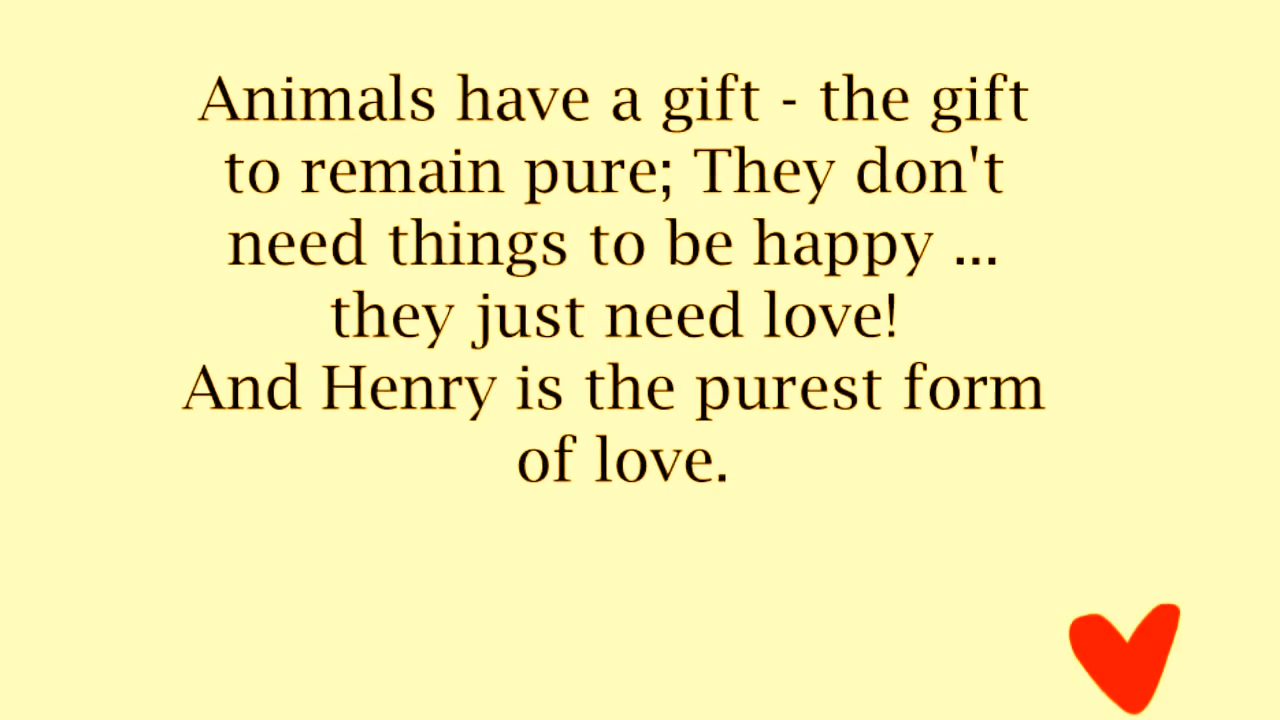 Animals have a gift - the gift
to remain pure; They don't
need things to be happy ...
they just need love!
And Henry is the purest form
of love.